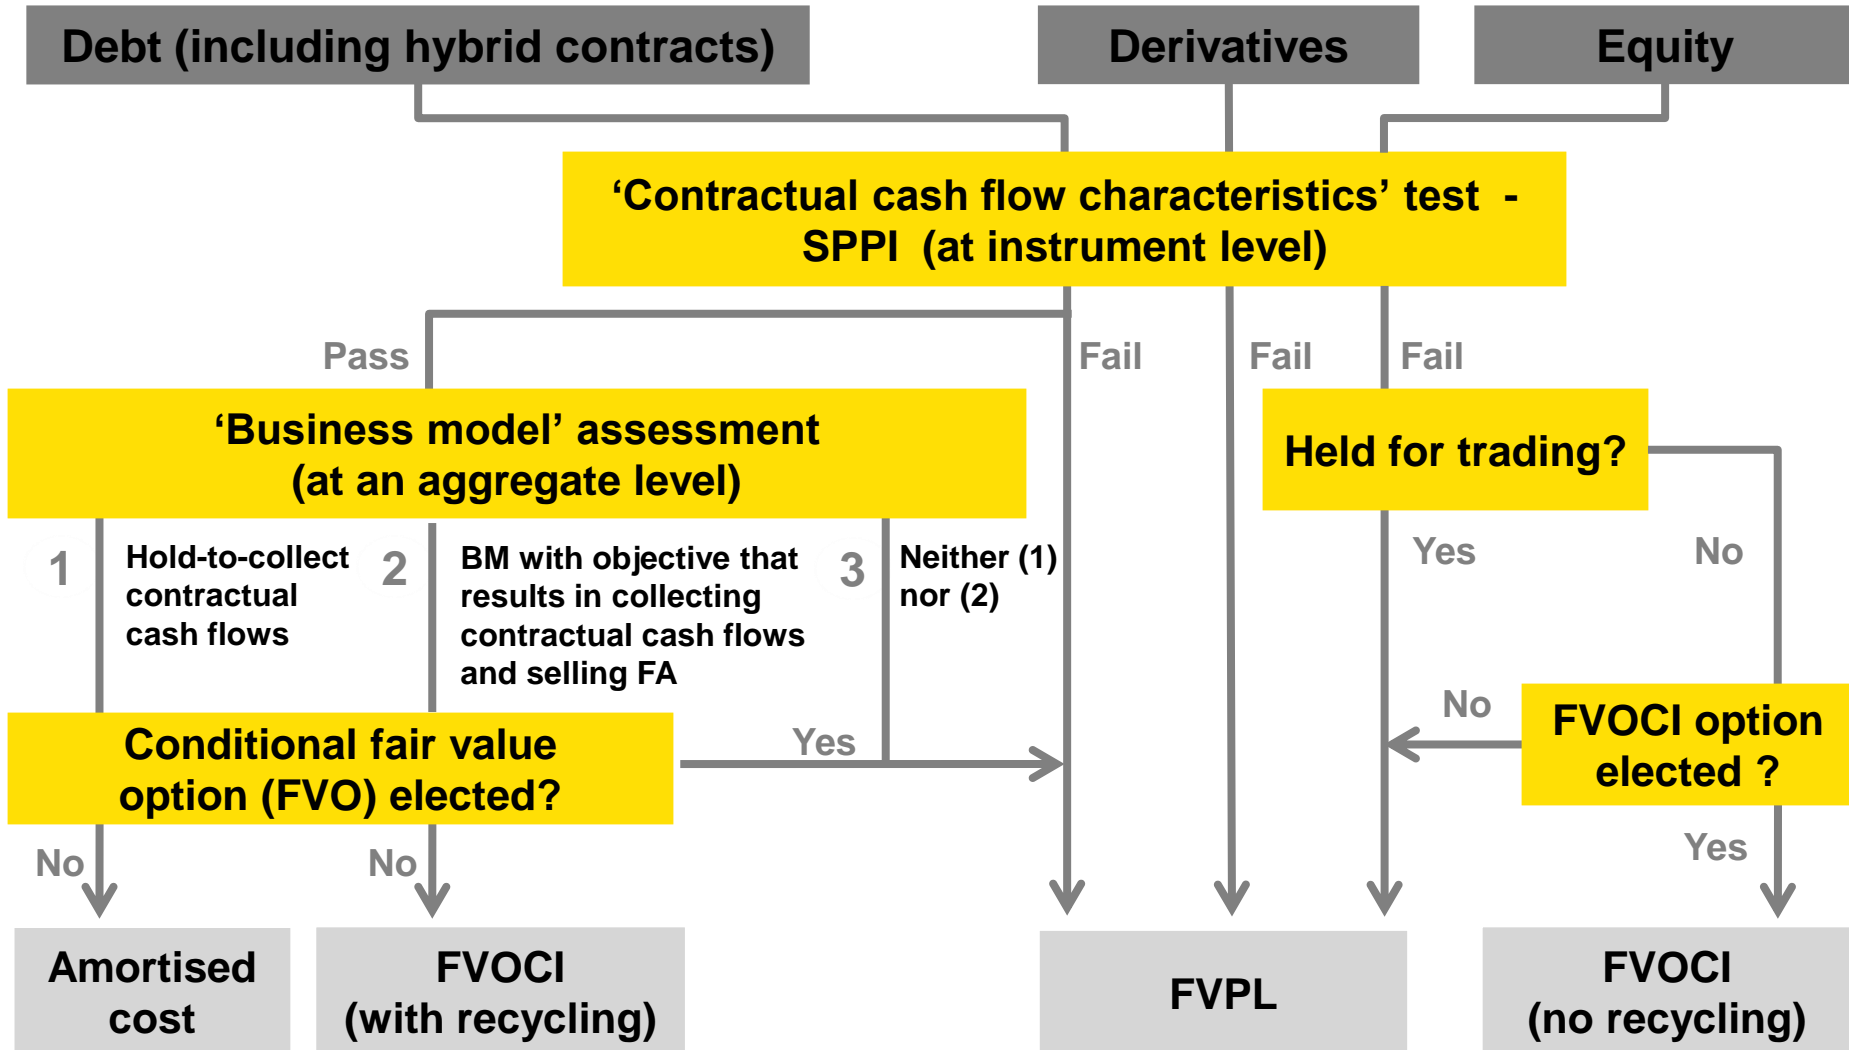 Debt (including hybrid contracts)
Derivatives
Equity
‘Contractual cash flow characteristics’ test -
SPPI (at instrument level)
Pass
Fail
Fail
Fail
‘Business model’ assessment
(at an aggregate level)
Held for trading?
1
Hold-to-collect
contractual
cash flows
2
BM with objective that
results in collecting
contractual cash flows
and selling FA
3
Neither (1)
nor (2)
Yes
No
Conditional fair value
option (FVO) elected?
Yes
No
FVOCI option
elected ?
No
No
Yes
Amortised
cost
FVOCI
(with recycling)
FVPL
FVOCI
(no recycling)